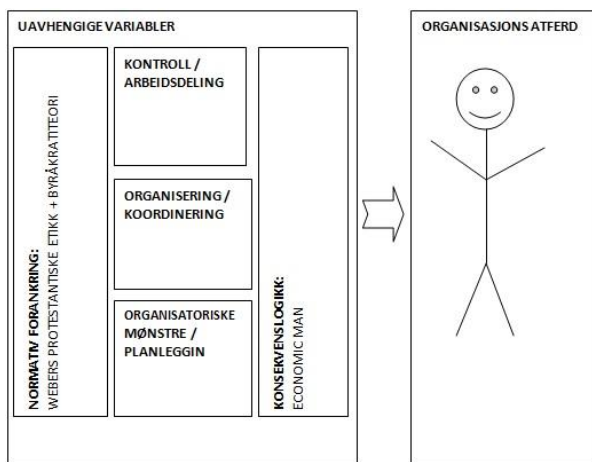 UAVHENGIGE VARIABLER
NORMATIV FORANKRING:
WEBERS PROTESTANTISKE ETIKK + BYRÅKRATITEORI
KONTROLL /
ARBEIDSDELING
ORGANISERING /
KOORDINERING
ORGANISATORISKE
MØNSTRE /
PLANLEGGIN
KONSEKVENSLOGIKK:
ECONOMIC MAN
ORGANISASJONS ATFERD